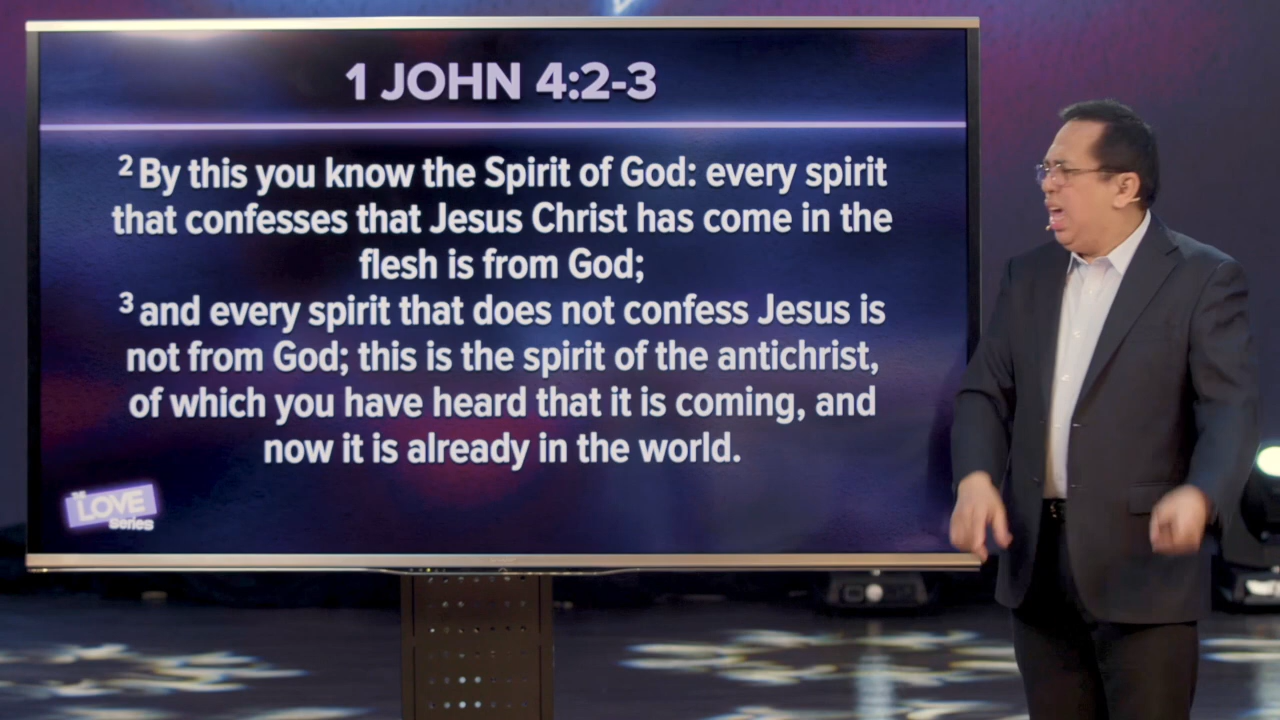 1 JOHN 4:2-3
² By this you know the Spirit of God: every spirit
that confesses that Jesus Christ has come in the
flesh is from God;
³ and every spirit that does not confess Jesus is
not from God; this is the spirit of the antichrist,
of which you have heard that it is coming, and
now it is already in the world.
THE
LOVE
series